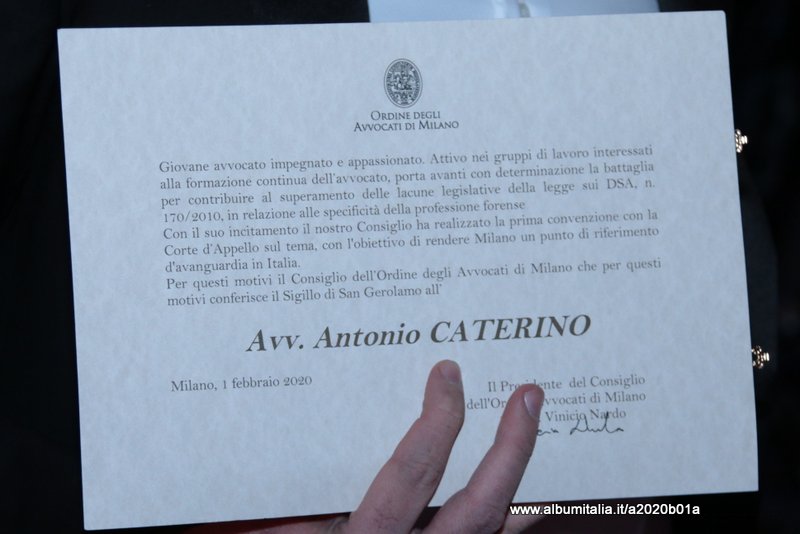 ORDINE DEGLI
AVVOCATI DI MILANO
Giovane avvocato impegnato e appassionato. Attivo nei gruppi di lavoro interessati
alla formazione continua dell'avvocato, porta avanti con determinazione la battaglia
per contribuire al superamento delle lacune legislative della legge sui DSA, n.
170/2010, in relazione alle specificità della professione forense
Con il suo incitamento il nostro Consiglio ha realizzato la prima convenzione con la
Corte d'Appello sul tema, con l'obiettivo di rendere Milano un punto di riferimento
d'avanguardia in Italia.
Per questi motivi il Consiglio dell'Ordine degli Avvocati di Milano che per questi
motivi conferisce il Sigillo di San Gerolamo all'
Avv. Antonio CATERINO
Milano, 1 febbraio 2020
Il Presidente del Consiglio
dell'Or vvocati di Milano
Vinicio Nardo
www.albumitalia.it/a2020b01a